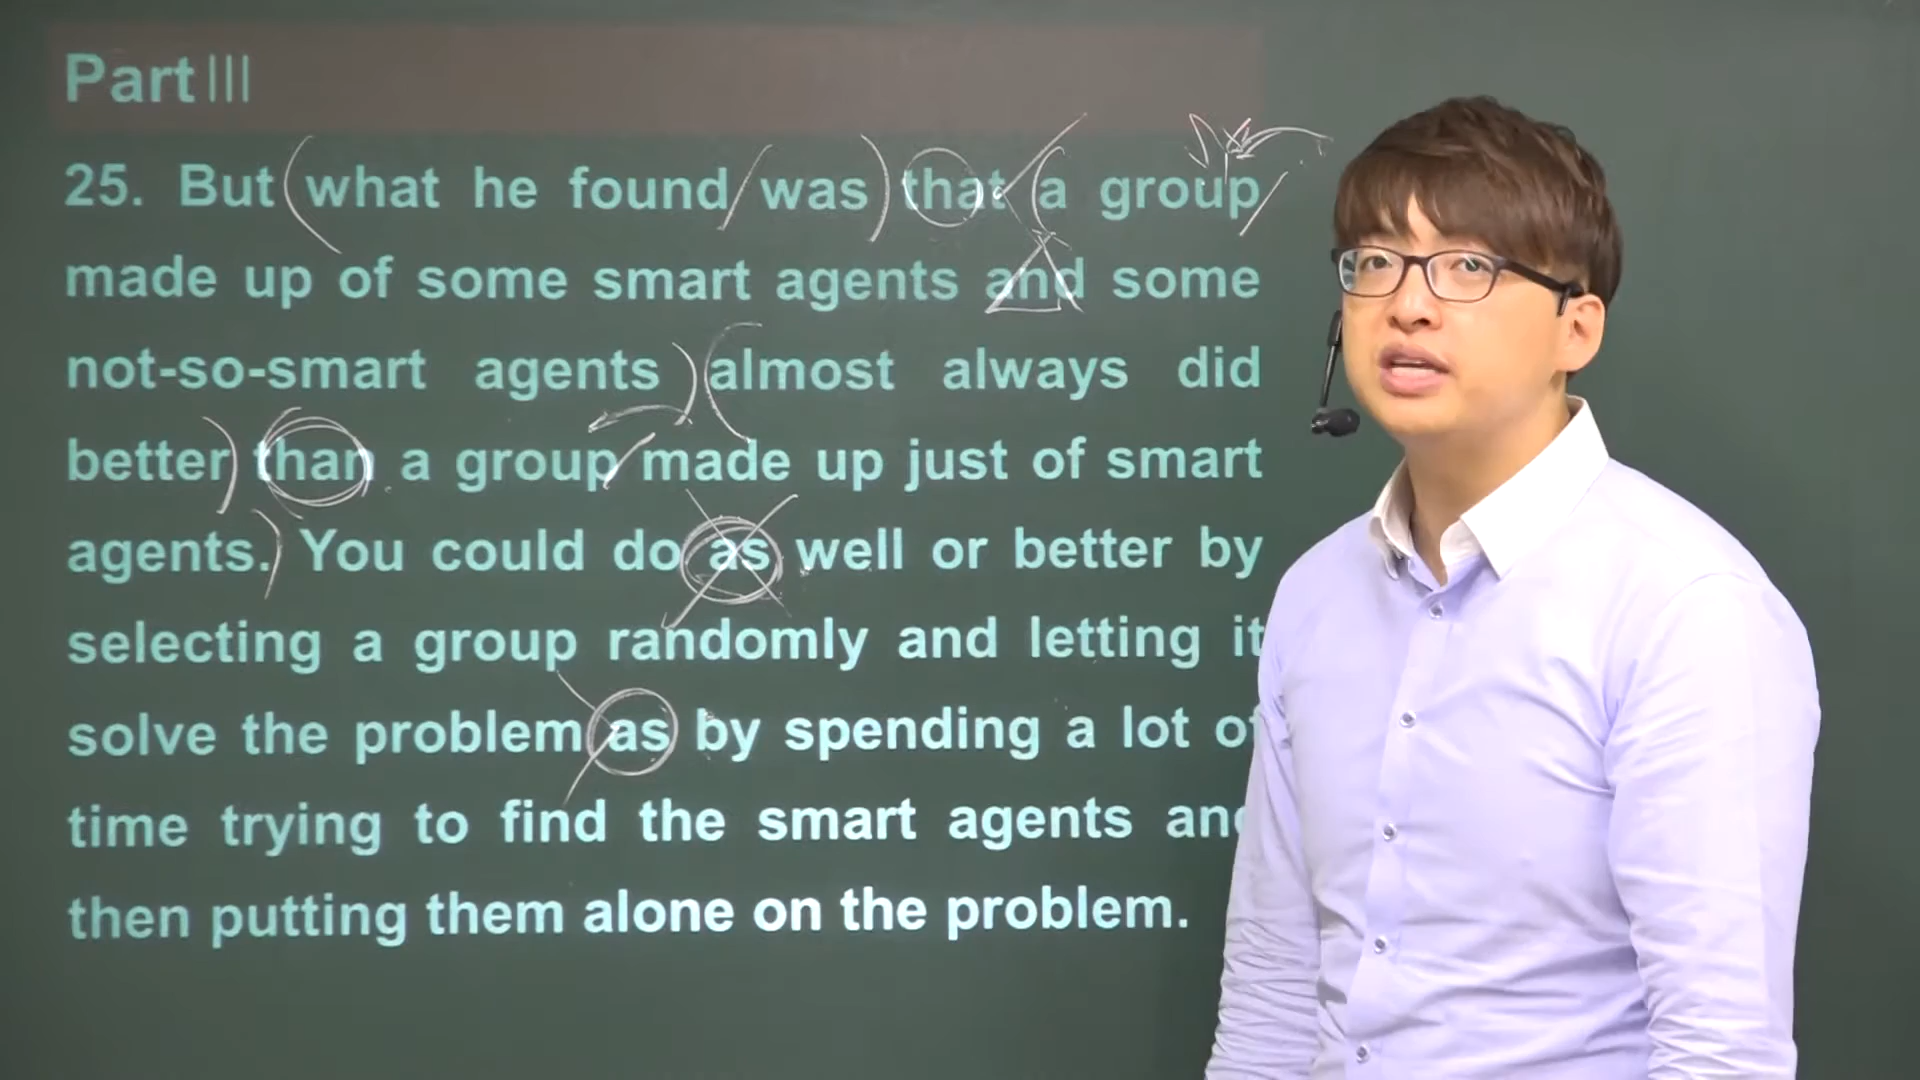 Part III
25. But what he found was that a group
made up of some smart agents and some
not-so-smart agents almost always did
better than a group made up just of smart
agents. You could do as well or better by
selecting a group randomly and letting it
solve the problem as by spending a lot of
time trying to find the smart agents and
then putting them alone on the problem.